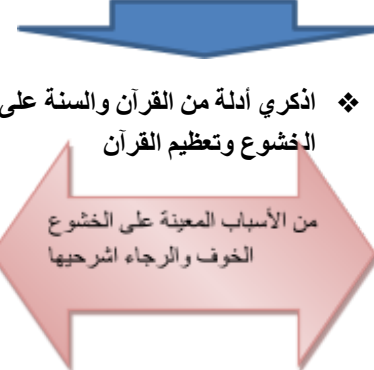 ❖ اذكري أدلة من القرآن والسنة على
الخشوع وتعظيم القرآن
من الأسباب المعينة على الخشوع
الخوف والرجاء اشرحيها